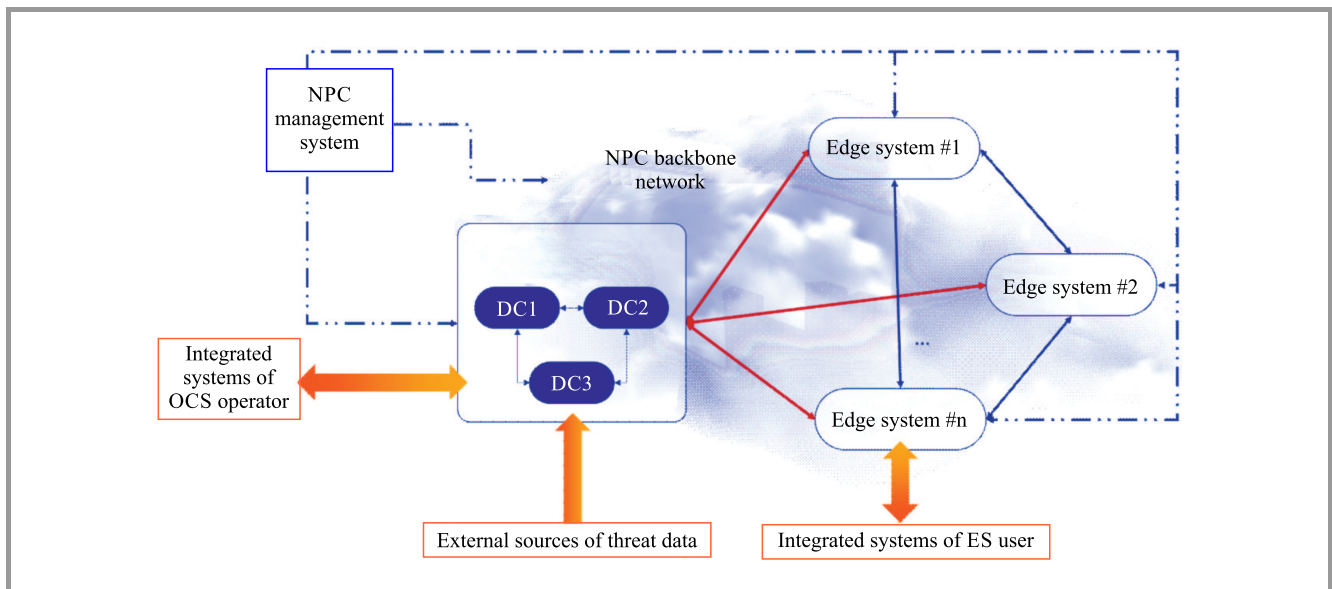 NPC
management
system
NPC backbone
network
Edge system #1
Edge system #2
DC1
DC2
DC3
...
Edge system #n
Integrated
systems of
OCS operator
External sources of threat data
Integrated systems of ES user